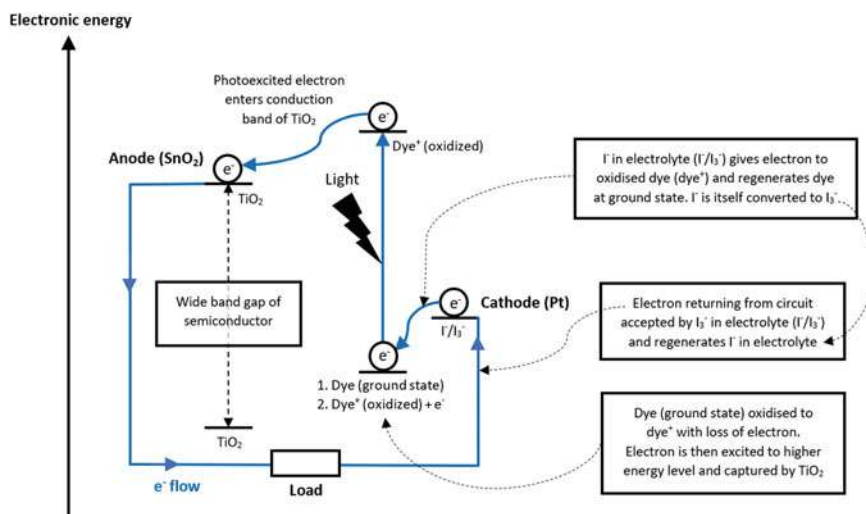 Electronic energy
Photoexcited electron
enters conduction
band of TiO₂
e⁻
Dye⁺ (oxidized)
Anode (SnO₂)
e⁻
TiO₂
Light
I⁻ in electrolyte (I⁻/I₃⁻) gives electron to
oxidised dye (dye⁺) and regenerates dye
at ground state. I⁻ is itself converted to I₃⁻
Wide band gap of
semiconductor
e⁻
Cathode (Pt)
I⁻/I₃⁻
Electron returning from circuit
accepted by I₃⁻ in electrolyte (I⁻/I₃⁻)
and regenerates I⁻ in electrolyte
e⁻
1. Dye (ground state)
2. Dye⁺ (oxidized) + e⁻
TiO₂
Dye (ground state) oxidised to
dye⁺ with loss of electron.
Electron is then excited to higher
energy level and captured by TiO₂
e⁻ flow
Load